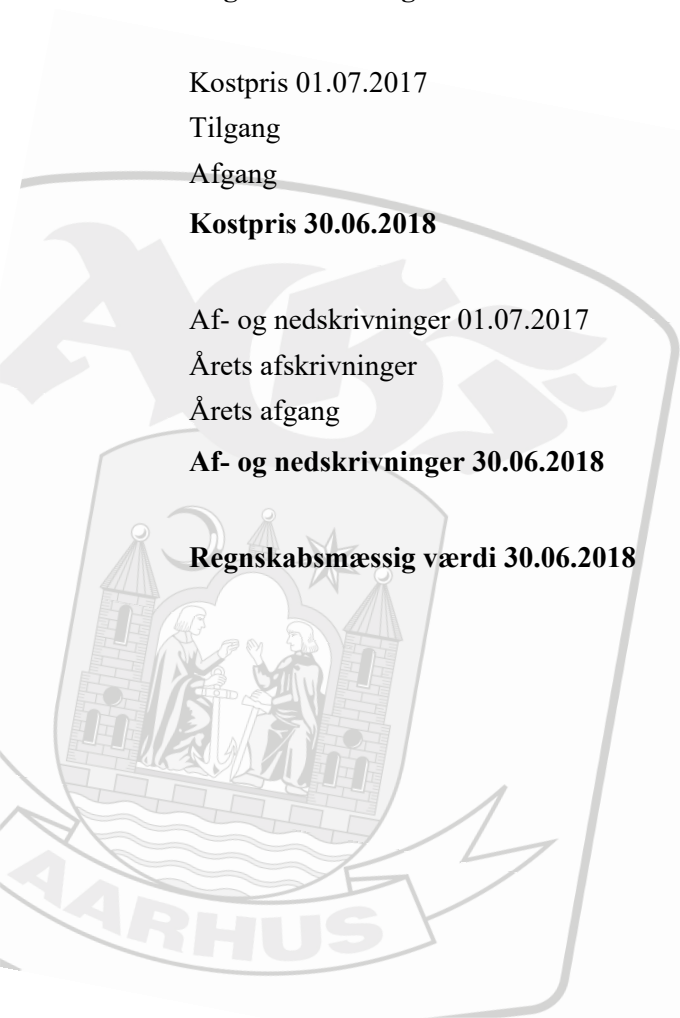 Kostpris 01.07.2017
Tilgang
Afgang
Kostpris 30.06.2018
Af- og nedskrivninger 01.07.2017
Årets afskrivninger
Årets afgang
Af- og nedskrivninger 30.06.2018
Regnskabsmæssig værdi 30.06.2018
AGF
AARHUS